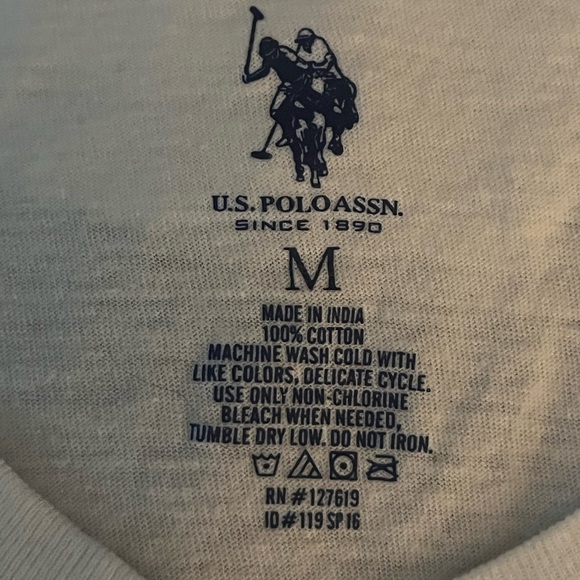 U.S. POLO ASSN.
SINCE 1890
M
MADE IN INDIA
100% COTTON
MACHINE WASH COLD WITH
LIKE COLORS, DELICATE CYCLE.
USE ONLY NON-CHLORINE
BLEACH WHEN NEEDED,
TUMBLE DRY LOW. DO NOT IRON.
RN #127619
ID#119 SP16